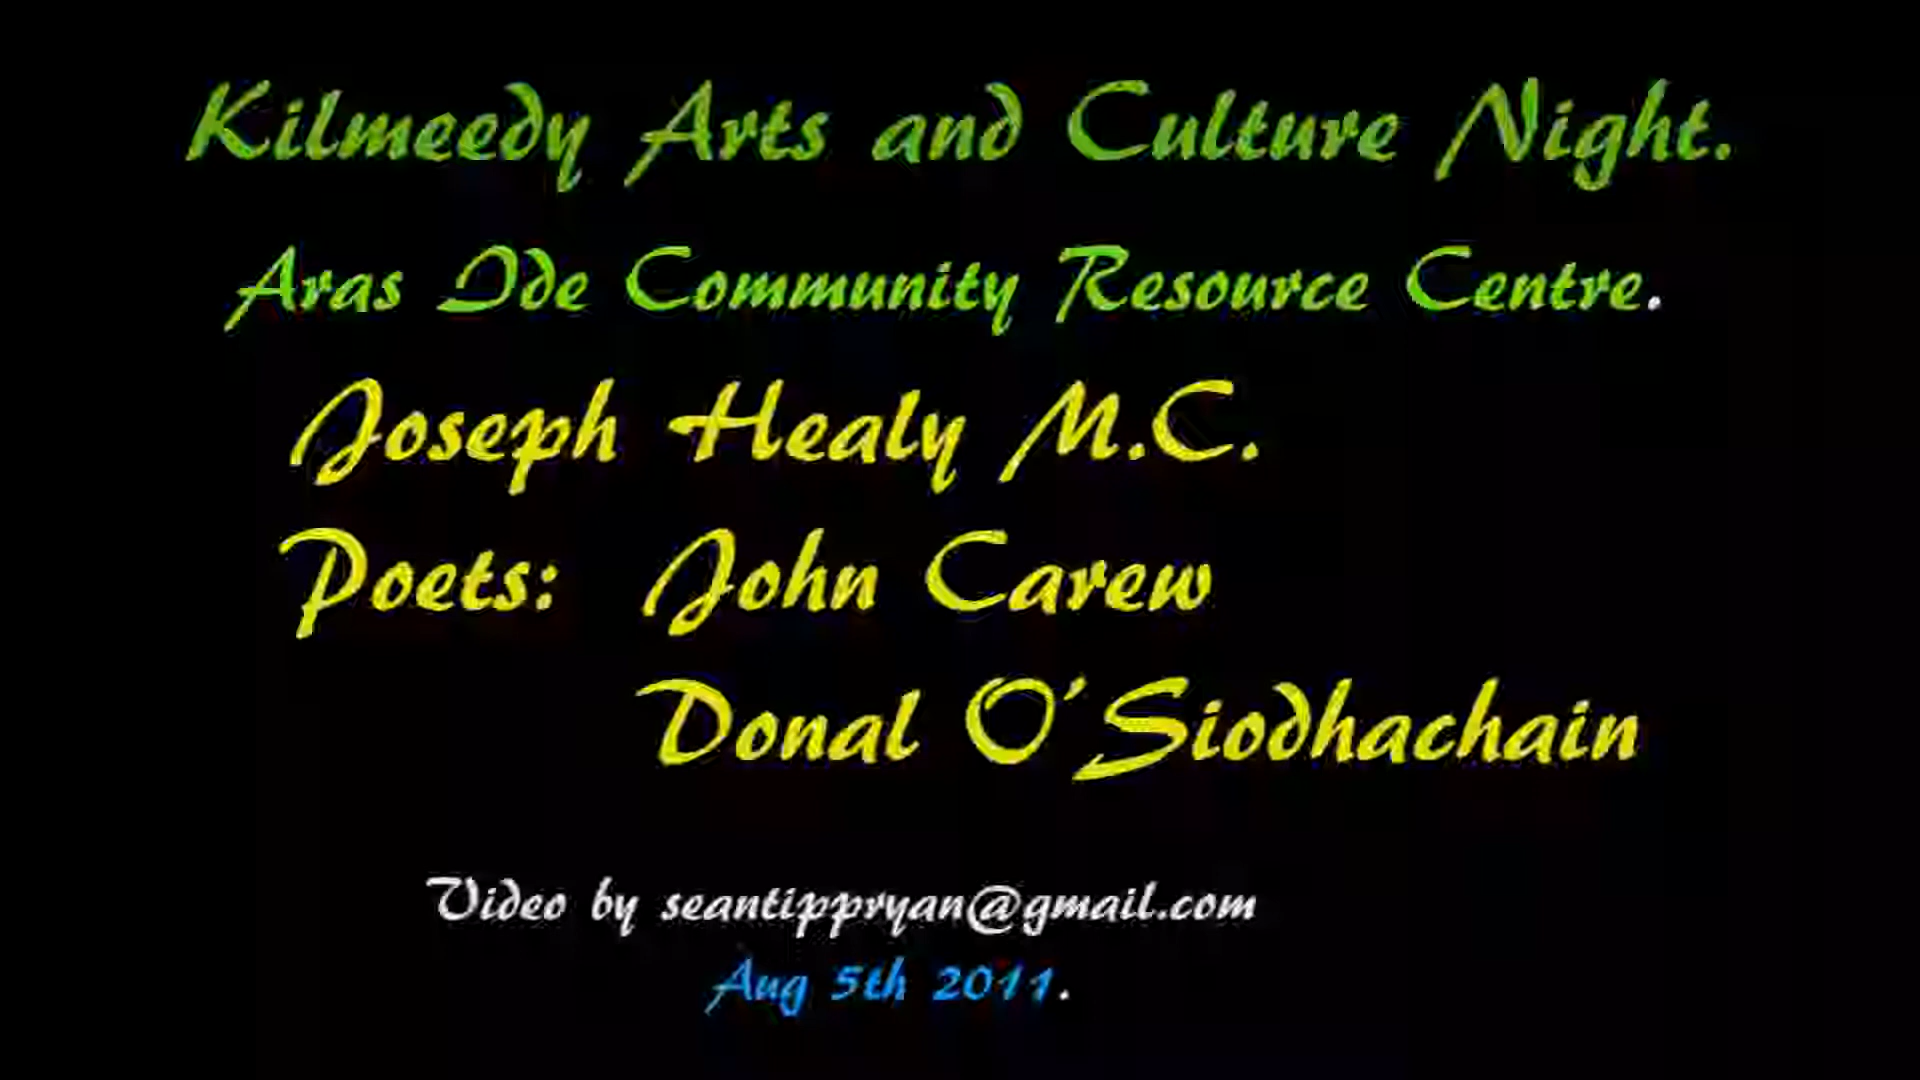 Kilmeedy Arts and Culture Night.
Aras Ide Community Resource Centre.
Joseph Healy M.C.
Poets: John Carew
Donal O'Siodhachain
Video by seantippryan@gmail.com
Aug 5th 2011.